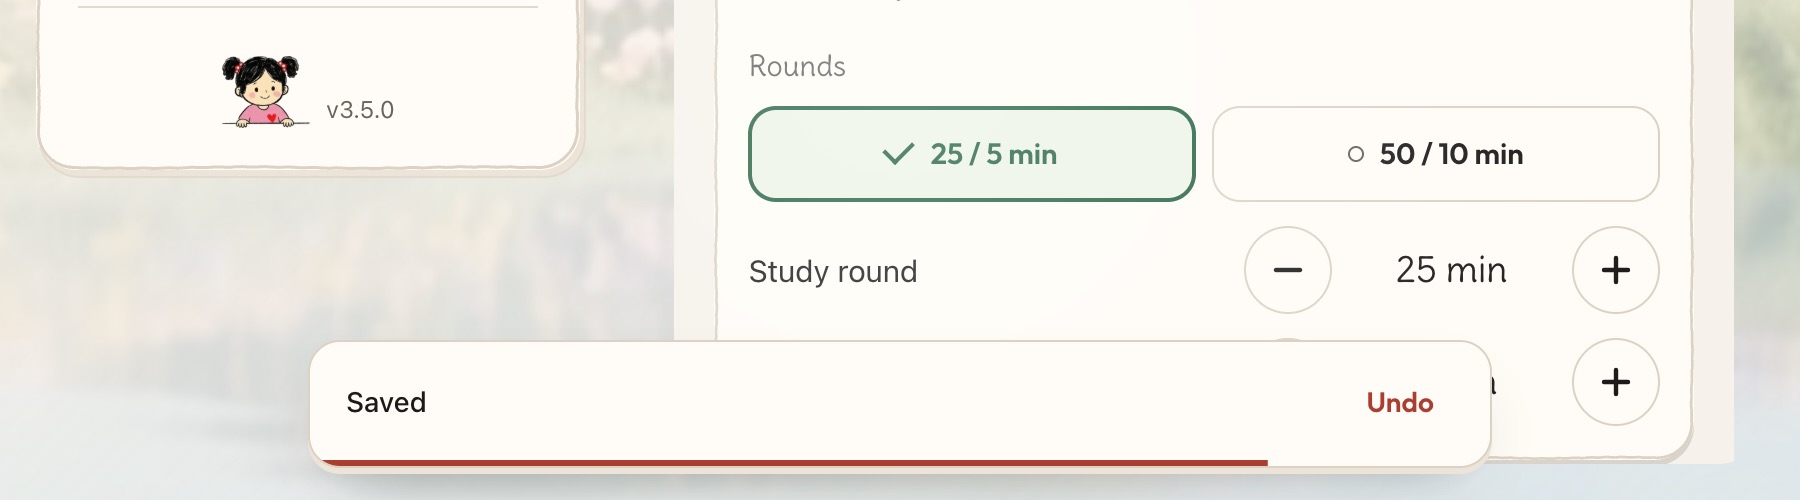 v3.5.0
Rounds
25 / 5 min
50 / 10 min
Study round
25 min
Saved
Undo